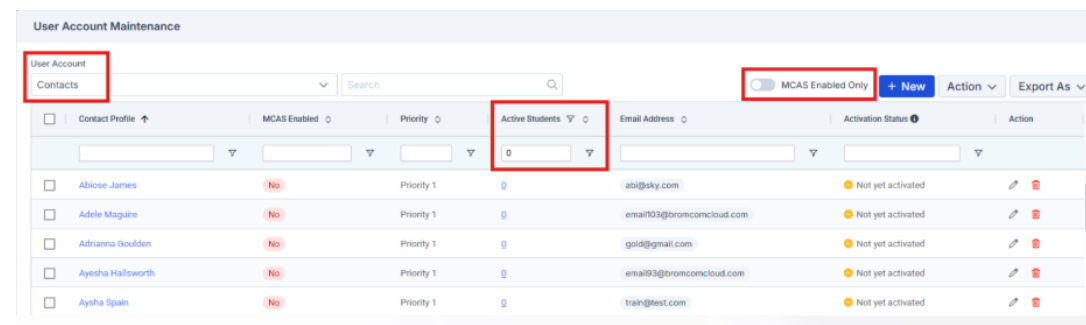 User Account Maintenance
User Account
Contacts
Search
MCAS Enabled Only
+ New
Action
Export As
Contact Profile MCAS Enabled Priority Active Students Email Address Activation Status Action
0
Abiose James No Priority 1 0 abi@sky.com Not yet activated
Adele Maguire No Priority 1 0 email103@bromcomcloud.com Not yet activated
Adrianna Goulden No Priority 1 0 gold@gmail.com Not yet activated
Ayesha Hallsworth No Priority 1 0 email93@bromcomcloud.com Not yet activated
Aysha Spain No Priority 1 0 train@test.com Not yet activated